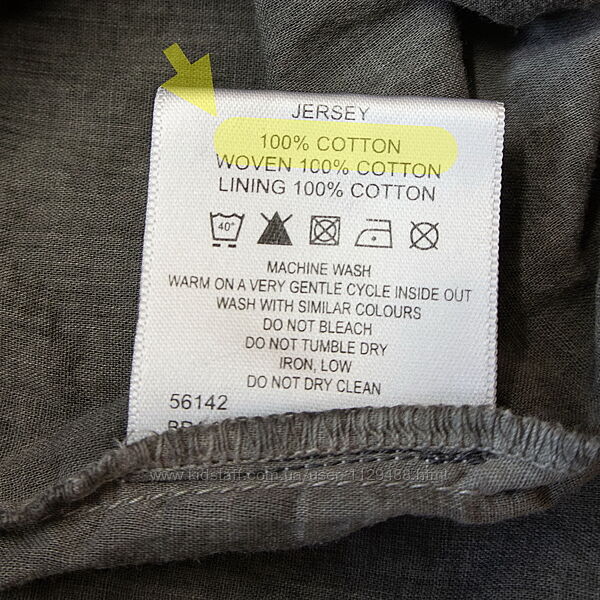 JERSEY
100% COTTON
WOVEN 100% COTTON
LINING 100% COTTON
40°
MACHINE WASH
WARM ON A VERY GENTLE CYCLE INSIDE OUT
WASH WITH SIMILAR COLOURS
DO NOT BLEACH
DO NOT TUMBLE DRY
IRON, LOW
DO NOT DRY CLEAN
56142